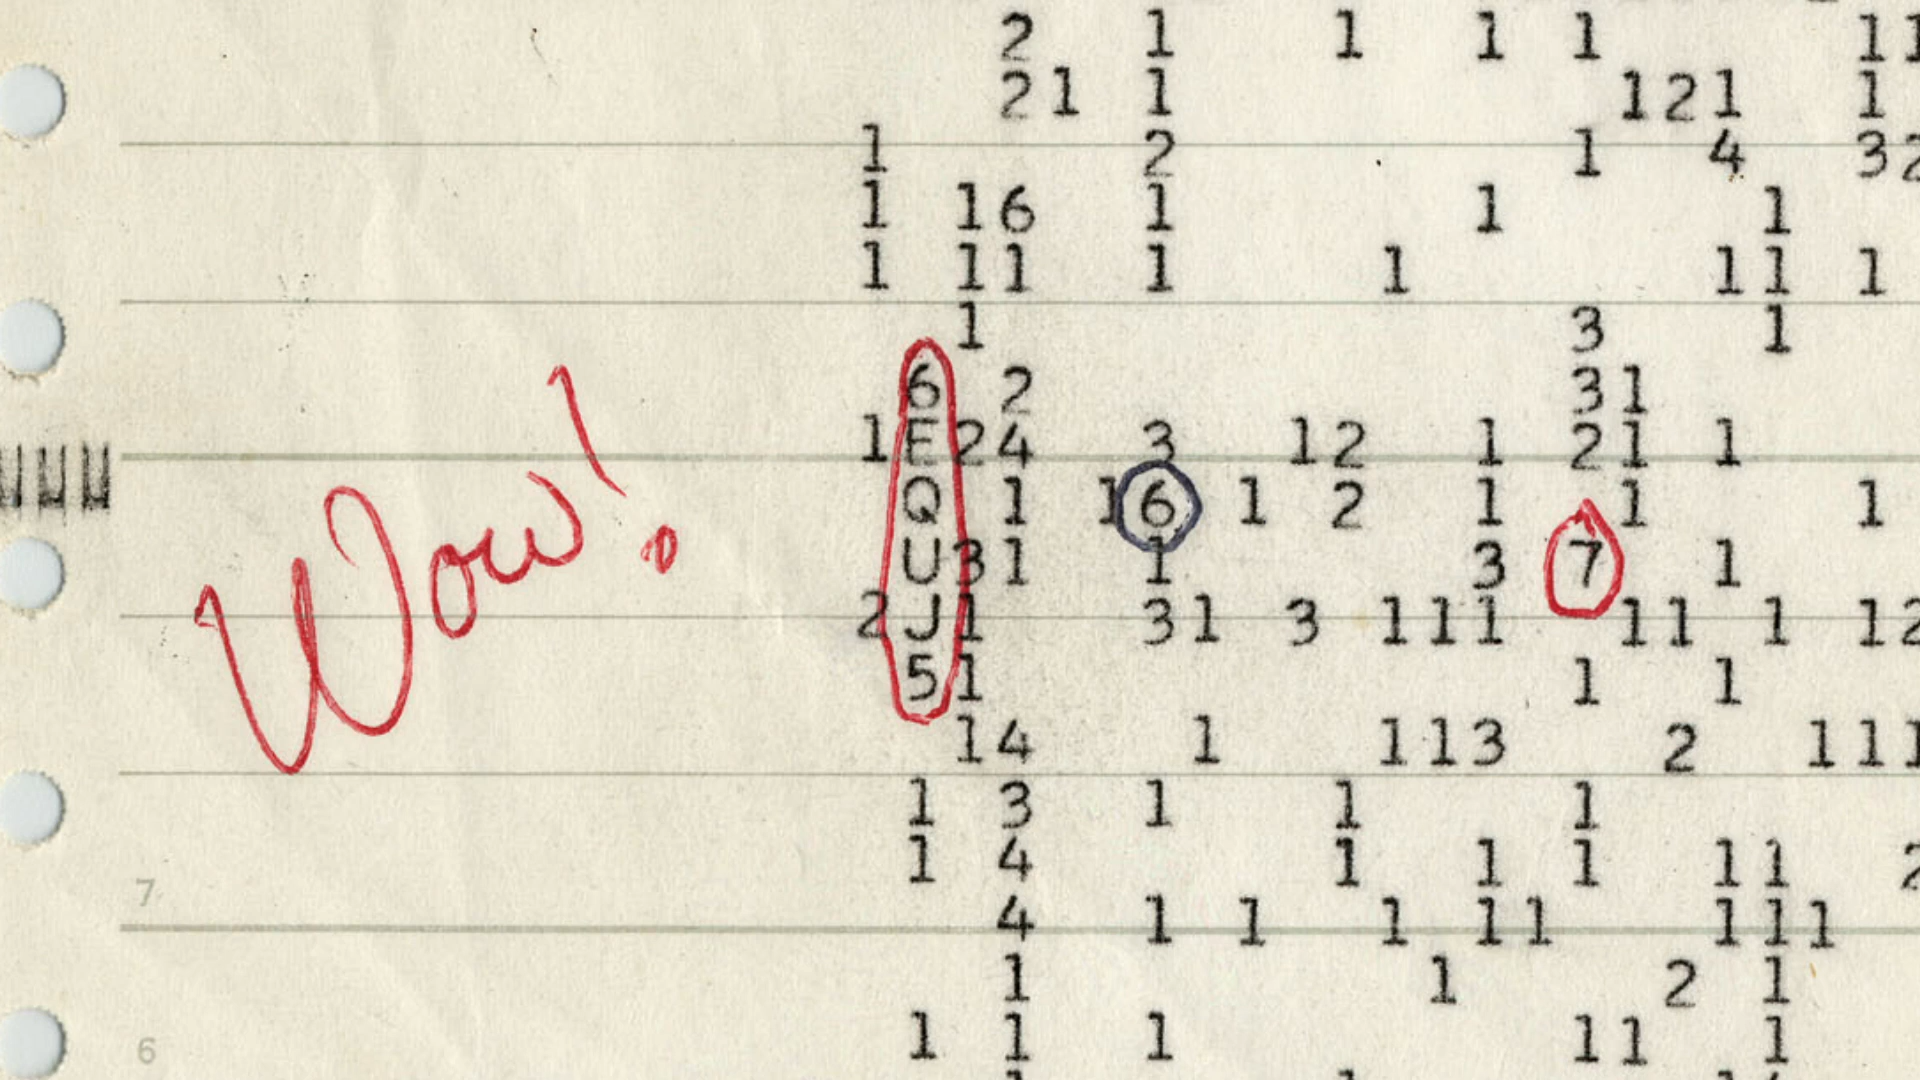 2 1 1 1 1 11
21 1 121 1
1 2 1 4 32
1 16 1 1 1
1 11 1 1 11 1
1 3 1
6 2 31
1E24 3 12 1 21 1
Q 1 16 1 2 1 1 1
U31 1 3 7 1
2J1 31 3 111 11 1 12
51 1 1
14 1 113 2 111
1 3 1 1 1
1 4 1 1 1 11 2
7
4 1 1 1 11 111
1 1 2 1
6
1 1 1 11 1
Wow!